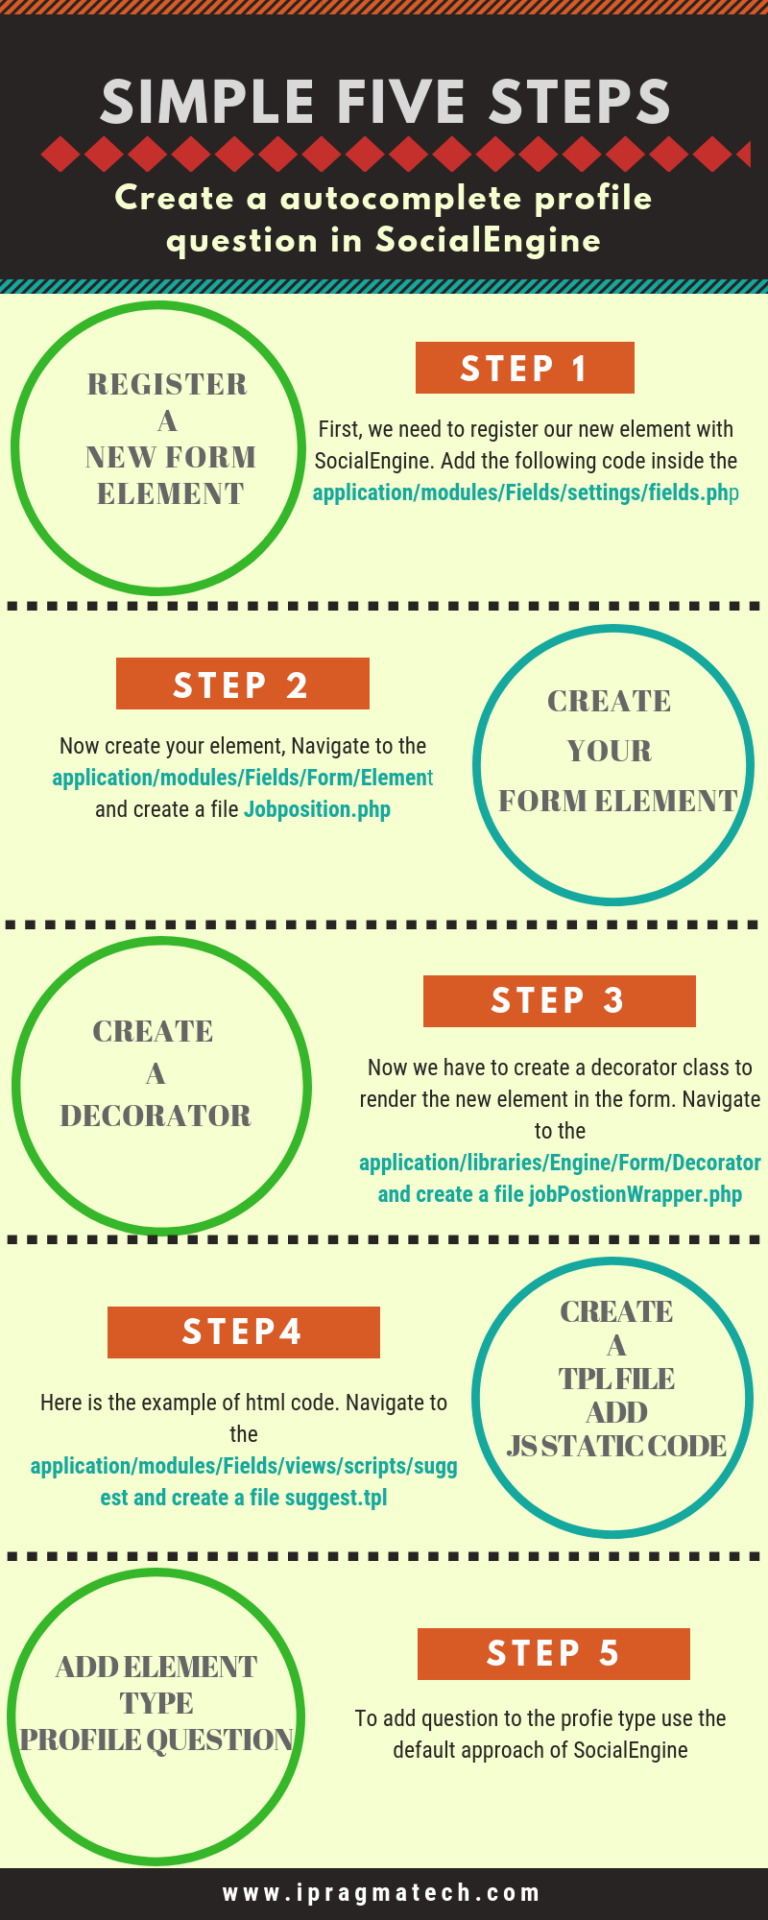 SIMPLE FIVE STEPS
Create a autocomplete profile
question in SocialEngine
REGISTER
A
NEW FORM
ELEMENT
STEP 1
First, we need to register our new element with
SocialEngine. Add the following code inside the
application/modules/Fields/settings/fields.php
STEP 2
Now create your element, Navigate to the
application/modules/Fields/Form/Element
and create a file Jobposition.php
CREATE
YOUR
FORM ELEMENT
CREATE
A
DECORATOR
STEP 3
Now we have to create a decorator class to
render the new element in the form. Navigate
to the
application/libraries/Engine/Form/Decorator
and create a file jobPostionWrapper.php
STEP4
Here is the example of html code. Navigate to
the
application/modules/Fields/views/scripts/sugg
est and create a file suggest.tpl
CREATE
A
TPL FILE
ADD
JS STATIC CODE
ADD ELEMENT
TYPE
PROFILE QUESTION
STEP 5
To add question to the profie type use the
default approach of SocialEngine
www.ipragmatech.com